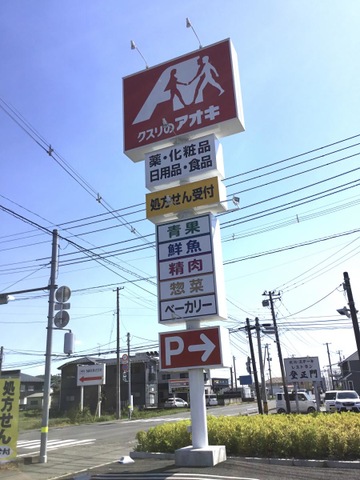 クスリのアオキ
薬・化粧品
日用品・食品
処方せん受付
青果
鮮魚
精肉
惣菜
ベーカリー
P→
処方せん